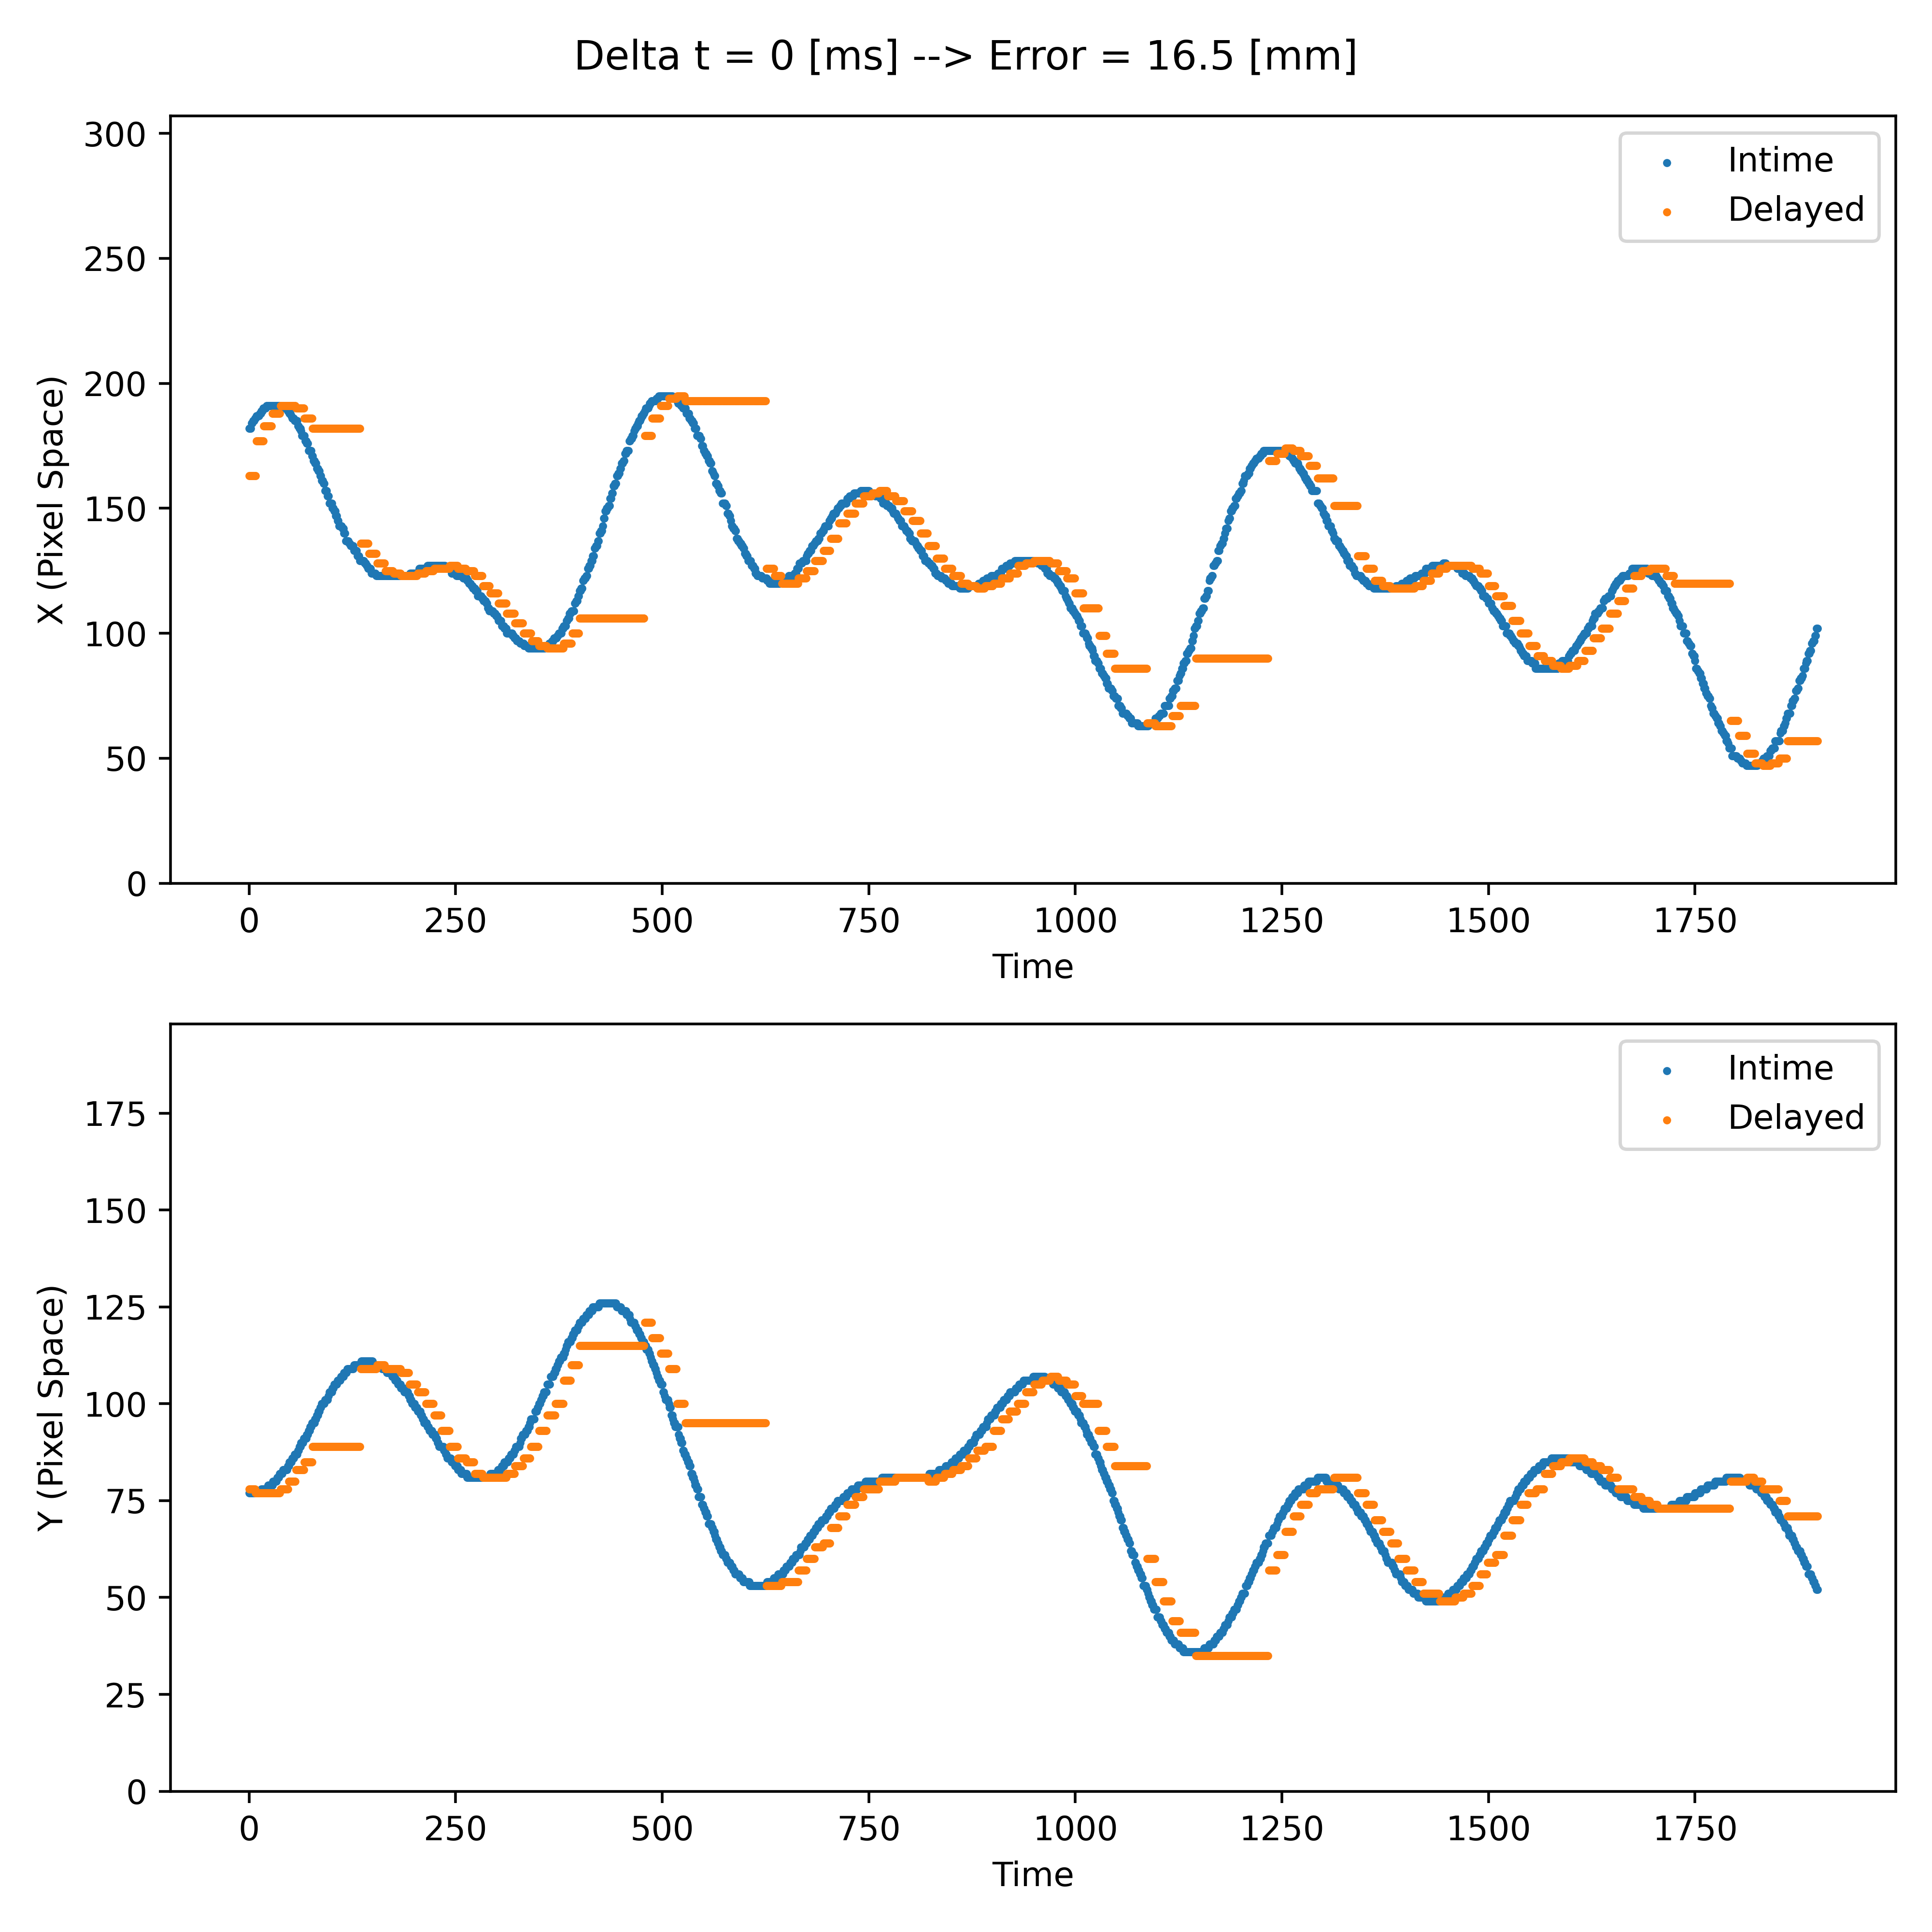 Delta t = 0 [ms] --> Error = 16.5 [mm]
300
250
200
150
100
50
0
X (Pixel Space)
Intime
Delayed
0 250 500 750 1000 1250 1500 1750
Time
175
150
125
100
75
50
25
0
Y (Pixel Space)
Intime
Delayed
0 250 500 750 1000 1250 1500 1750
Time